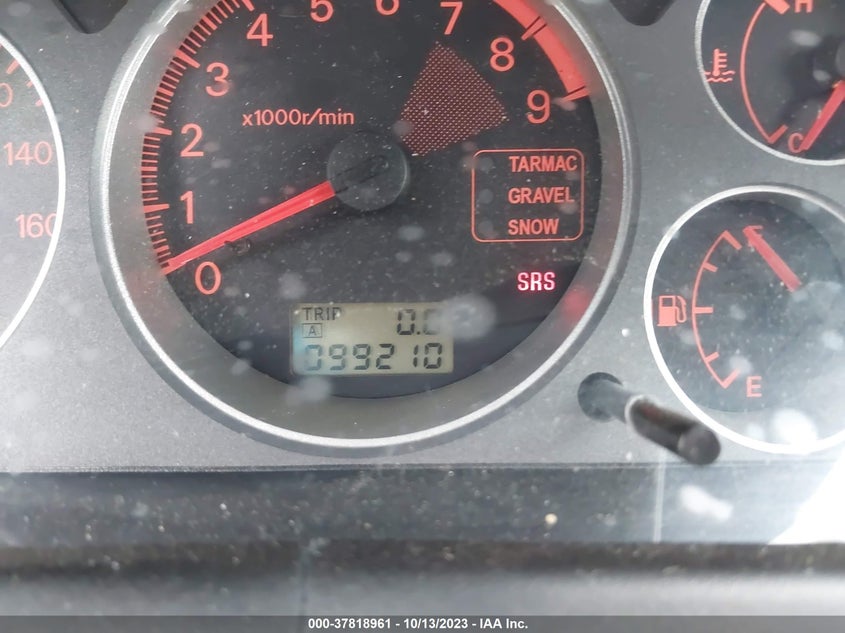 4
5
6
7
8
9
3
2
1
0
x1000r/min
TARMAC
GRAVEL
SNOW
SRS
TRIP
A
0.0
099210
140
160
H
C
F
E
000-37818961 - 10/13/2023 - IAA Inc.